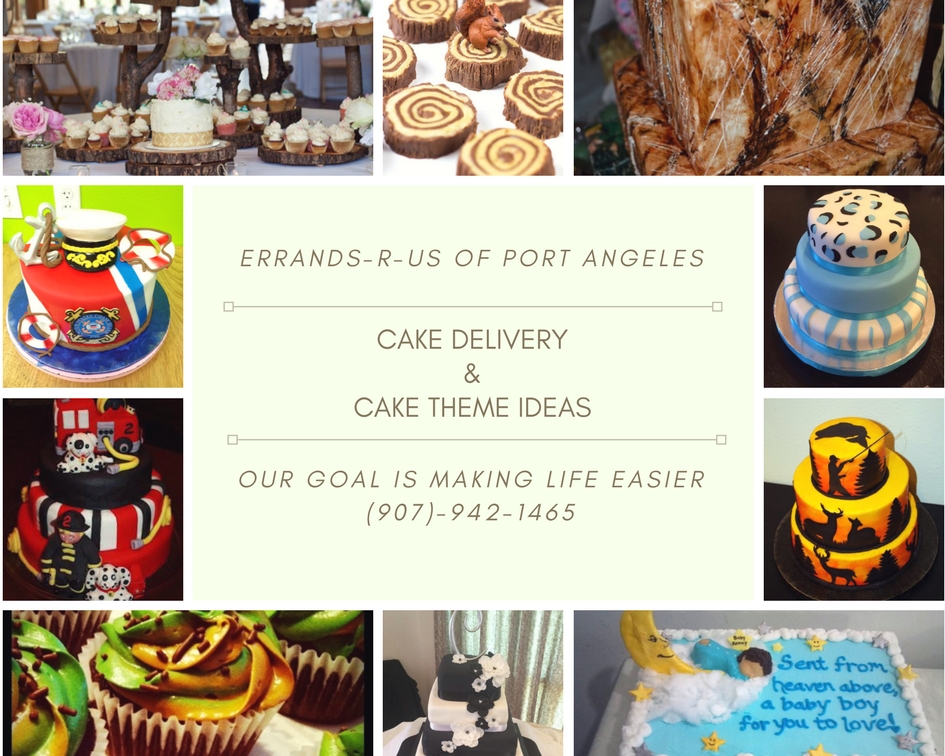 ERRANDS-R-US OF PORT ANGELES
CAKE DELIVERY
&
CAKE THEME IDEAS
OUR GOAL IS MAKING LIFE EASIER
(907)-942-1465
2
2
Sent from
heaven above,
a baby boy
for you to love!